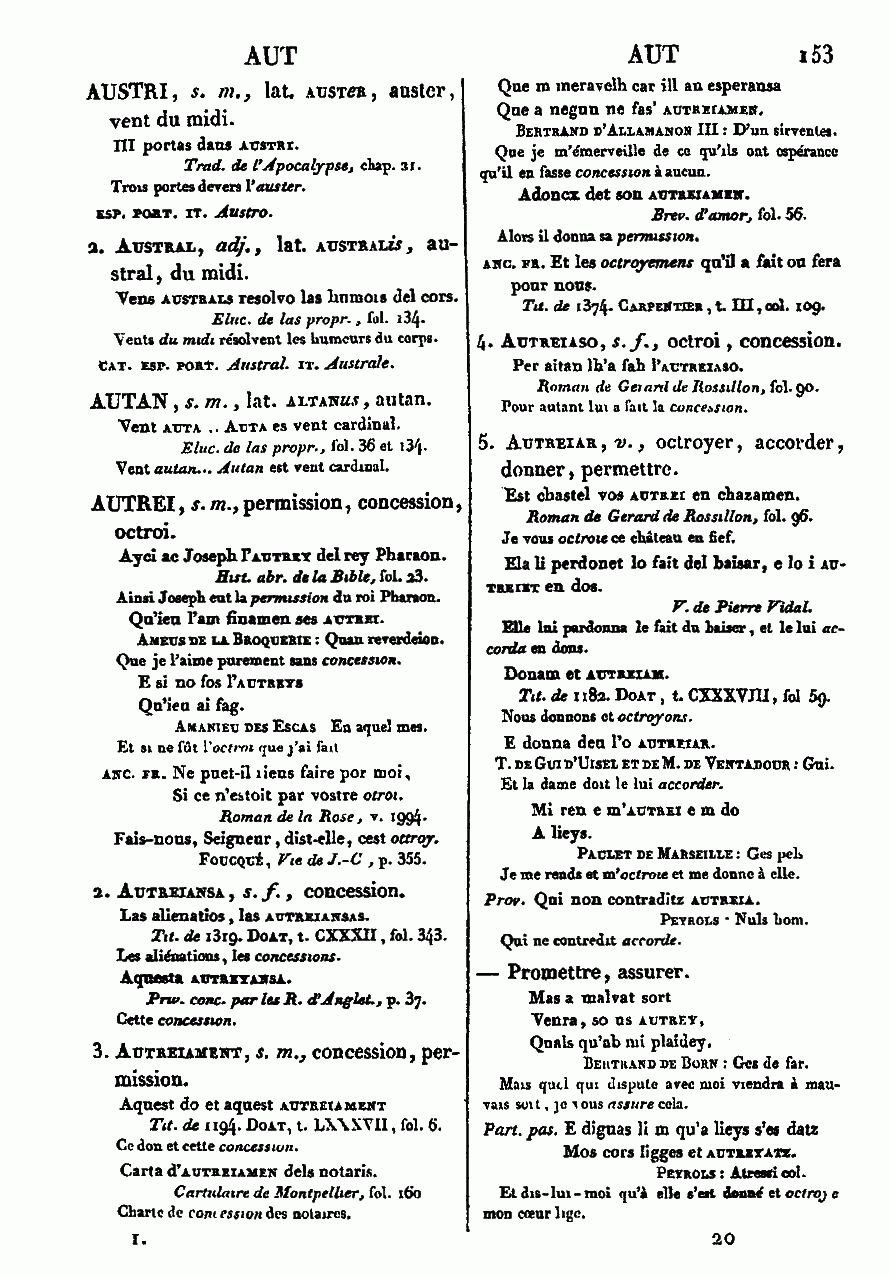 AUT
AUSTRI, s. m., lat. AUSTER, auster,
vent du midi.
III portas dans AUSTRI.
Trad. de l'Apocalypse, chap. 21.
Trois portes devers l'auster.
ESP. PORT. IT. Austro.
2. AUSTRAL, adj., lat. AUSTRALis, au-
stral, du midi.
Vens AUSTRALS resolvo las humois del cors.
Eluc. de las propr., fol. 134.
Vents du midi résolvent les humeurs du corps.
CAT. ESP. PORT. Austral. IT. Australe.
AUTAN, s. m., lat. ALTANUS, autan.
Vent AUTA .. AUTA es vent cardinal.
Eluc. de las propr., fol. 36 et 134.
Vent autan... Autan est vent cardinal.
AUTREI, s. m., permission, concession,
octroi.
Ayci ac Joseph l'AUTREY del rey Pharaon.
Hist. abr. de la Bible, fol. 23.
Ainsi Joseph eut la permission du roi Pharaon.
Qu'ieu l'am finamen ses AUTREI.
AMEUS DE LA BROQUERIE : Quan reverdeion.
Que je l'aime purement sans concession.
E si no fos l'AUTREYS
Qu'ieu ai fag.
AMANIEU DES ESCAS En aquel mes.
Et si ne fût l'octroi que j'ai fait
ANC. FR. Ne puet-il riens faire por moi,
Si ce n'estoit par vostre otroi.
Roman de la Rose, v. 1994.
Fais-nous, Seigneur, dist-elle, cest ottroy.
FOUCQUÉ, Vie de J.-C , p. 355.
2. AUTREIANSA, s. f., concession.
Las alienatios, las AUTREIANSAS.
Tit. de 1319. DOAT, t. CXXXII, fol. 343.
Les aliénations, les concessions.
Aquesta AUTREYANSA.
Priv. conc. par les R. d'Anglet., p. 37.
Cette concession.
3. AUTREIAMENT, s. m., concession, per-
mission.
Aquest do et aquest AUTREIAMENT
Tit. de 1194. DOAT, t. LXXXVII, fol. 6.
Ce don et cette concession.
Carta d'AUTREIAMEN dels notaris.
Cartulaire de Montpellier, fol. 160
Charte de concession des notaires.
I.
AUT 153
Que m meravelh car ill an esperansa
Que a negun ne fas' AUTREIAMEN.
BERTRAND D'ALLAMANON III : D'un sirventes.
Que je m'émerveille de ce qu'ils ont espérance
qu'il en fasse concession à aucun.
Adoncx det son AUTREIAMEN.
Brev. d'amor, fol. 56.
Alors il donna sa permission.
ANC. FR. Et les octroyemens qu'il a fait ou fera
pour nous.
Tit. de 1374. CARPENTIER, t. III, col. 109.
4. AUTREIASO, s. f., octroi, concession.
Per aitan lh'a fah l'AUTREIASO.
Roman de Gerard de Rossillon, fol. 90.
Pour autant lui a fait la concession.
5. AUTREIAR, v., octroyer, accorder,
donner, permettre.
Est chastel vos AUTREI en chazamen.
Roman de Gerard de Rossillon, fol. 96.
Je vous octroie ce château en fief.
Ela li perdonet lo fait del baisar, e lo i AU-
TREIET en dos.
V. de Pierre Vidal.
Elle lui pardonna le fait du baiser, et le lui ac-
corda en dons.
Donam et AUTREIAM.
Tit. de 1182. DOAT, t. CXXXVIII, fol 59.
Nous donnons et octroyons.
E donna deu l'o AUTREIAR.
T. DE GUI D'UISEL ET DE M. DE VENTADOUR : Gui.
Et la dame doit le lui accorder.
Mi ren e m'AUTREI e m do
A lieys.
PAULET DE MARSEILLE : Ges pels
Je me rends et m'octroie et me donne à elle.
Prov. Qui non contraditz AUTREIA.
PEYROLS · Nuls hom.
Qui ne contredit accorde.
— Promettre, assurer.
Mas a malvat sort
Venra, so us AUTREY,
Quals qu'ab mi plaidey.
BERTRAND DE BORN : Ges de far.
Mais quel qui dispute avec moi viendra à mau-
vais sort, je vous assure cela.
Part. pas. E diguas li m qu'a lieys s'es datz
Mos cors ligges et AUTREYATZ.
PEYROLS : Atressi col.
Et dis-lui-moi qu'à elle s'est donné et octroyé
mon cœur lige.
20